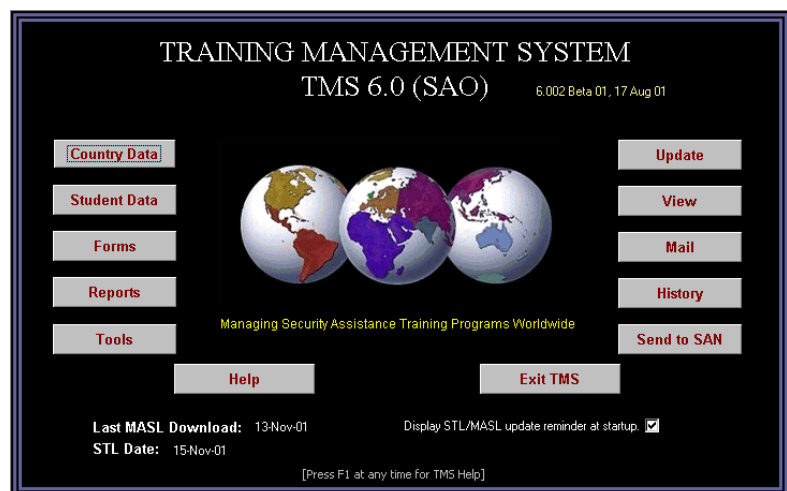 TRAINING MANAGEMENT SYSTEM
TMS 6.0 (SAO) 6.002 Beta 01, 17 Aug 01
Country Data
Update
Student Data
View
Forms
Mail
Reports
History
Managing Security Assistance Training Programs Worldwide
Tools
Send to SAN
Help
Exit TMS
Last MASL Download: 13-Nov-01
Display STL/MASL update reminder at startup.
STL Date: 15-Nov-01
[Press F1 at any time for TMS Help]